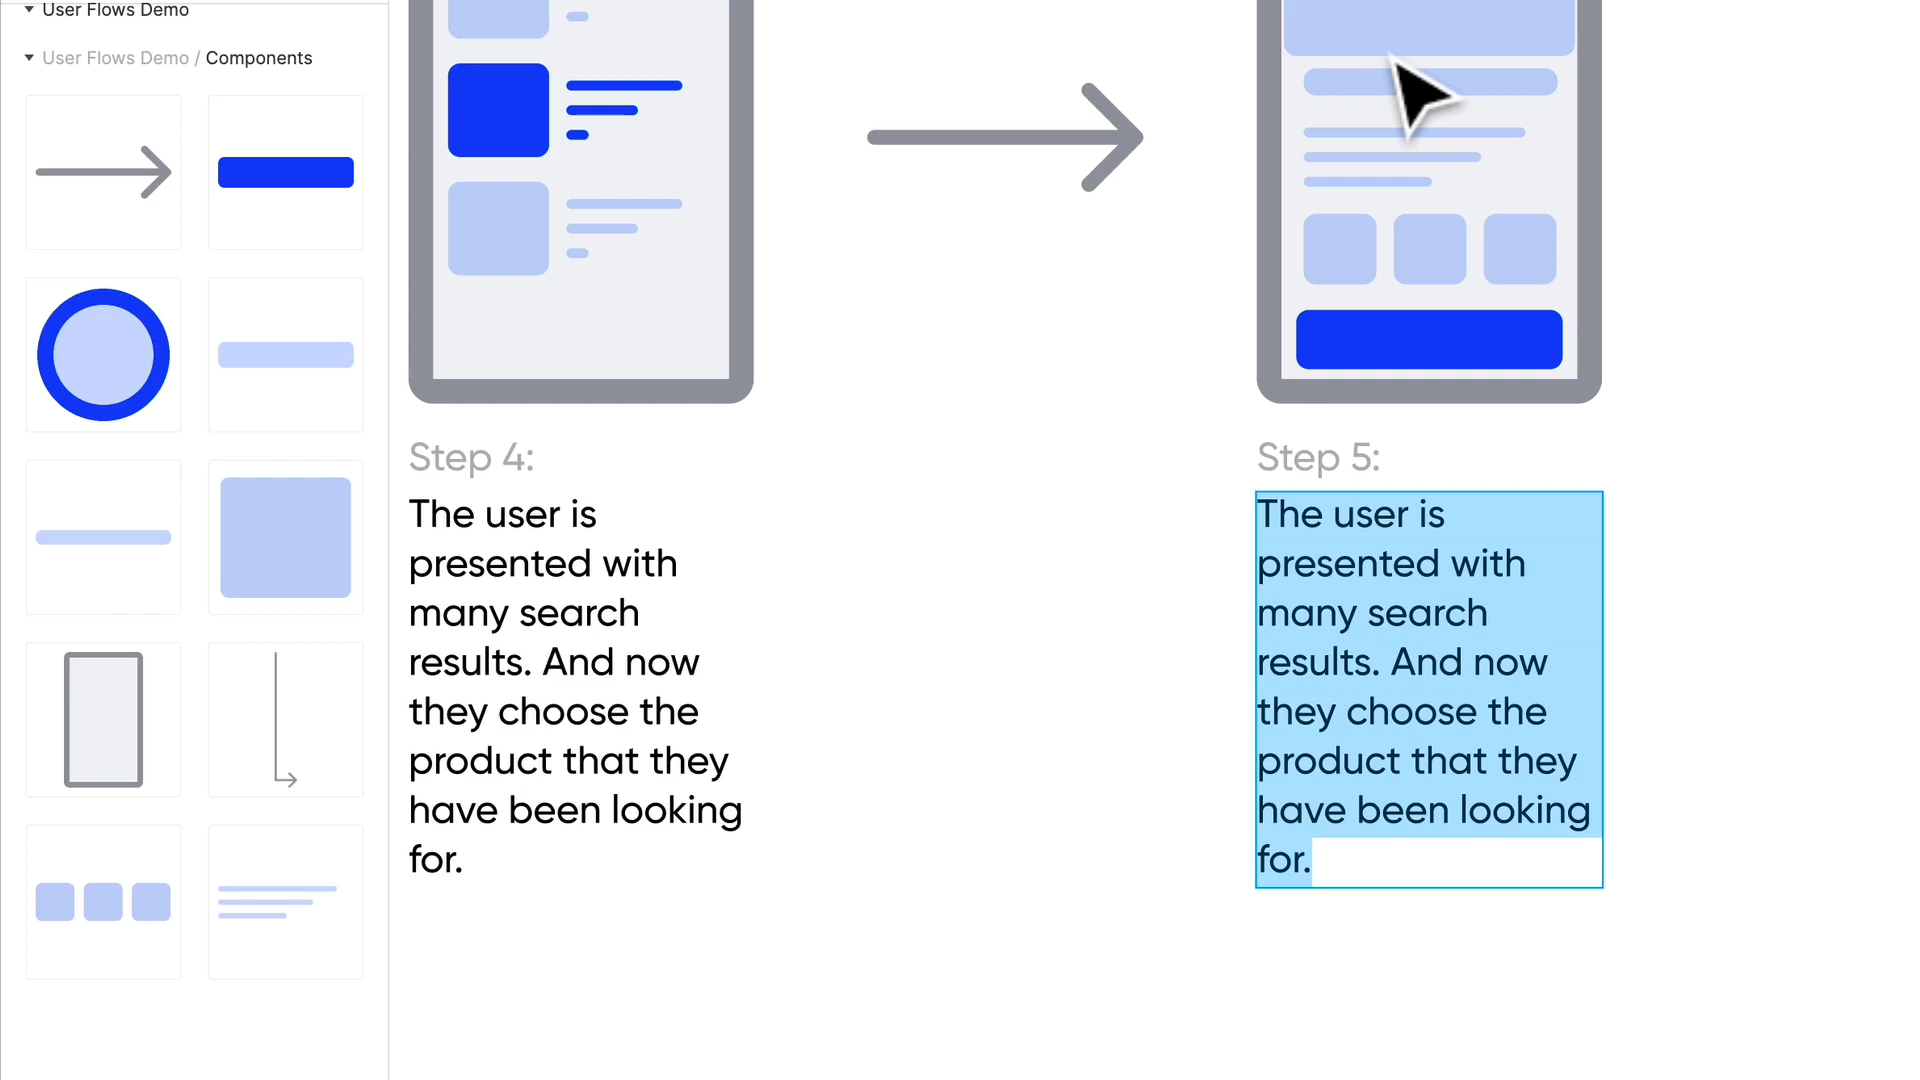 User Flows Demo
User Flows Demo / Components
Step 4:
The user is
presented with
many search
results. And now
they choose the
product that they
have been looking
for.
Step 5:
The user is
presented with
many search
results. And now
they choose the
product that they
have been looking
for.